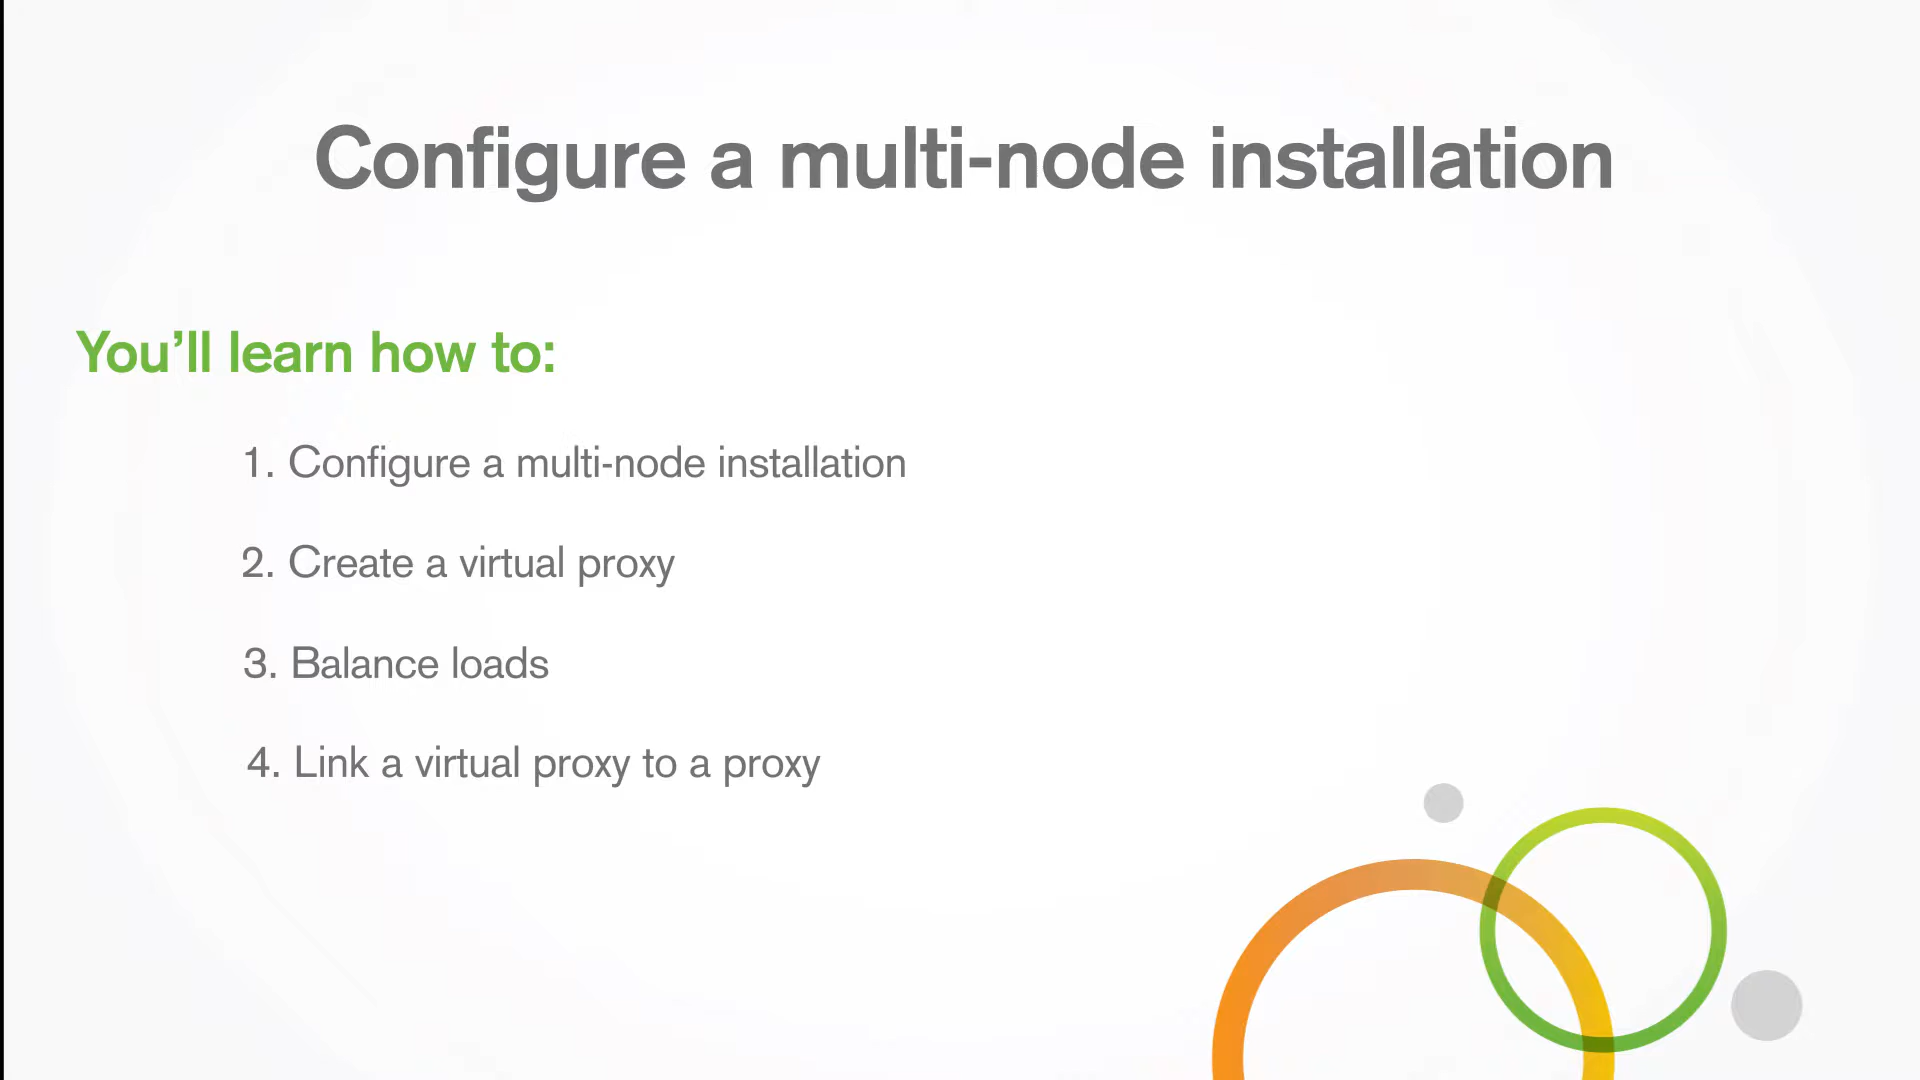 Configure a multi-node installation
You’ll learn how to:
1. Configure a multi-node installation
2. Create a virtual proxy
3. Balance loads
4. Link a virtual proxy to a proxy